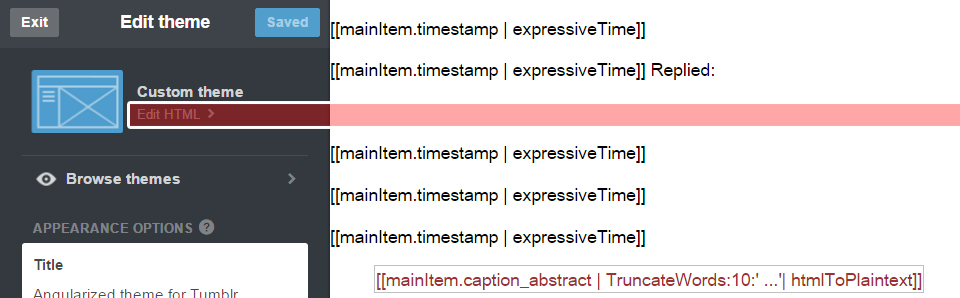 Exit
Edit theme
Saved
Custom theme
Edit HTML >
Browse themes >
APPEARANCE OPTIONS ?
Title
Angularized theme for Tumblr
[[mainItem.timestamp | expressiveTime]]
[[mainItem.timestamp | expressiveTime]] Replied:
[[mainItem.timestamp | expressiveTime]]
[[mainItem.timestamp | expressiveTime]]
[[mainItem.timestamp | expressiveTime]]
[[mainItem.caption_abstract | TruncateWords:10:' ...'| htmlToPlaintext]]